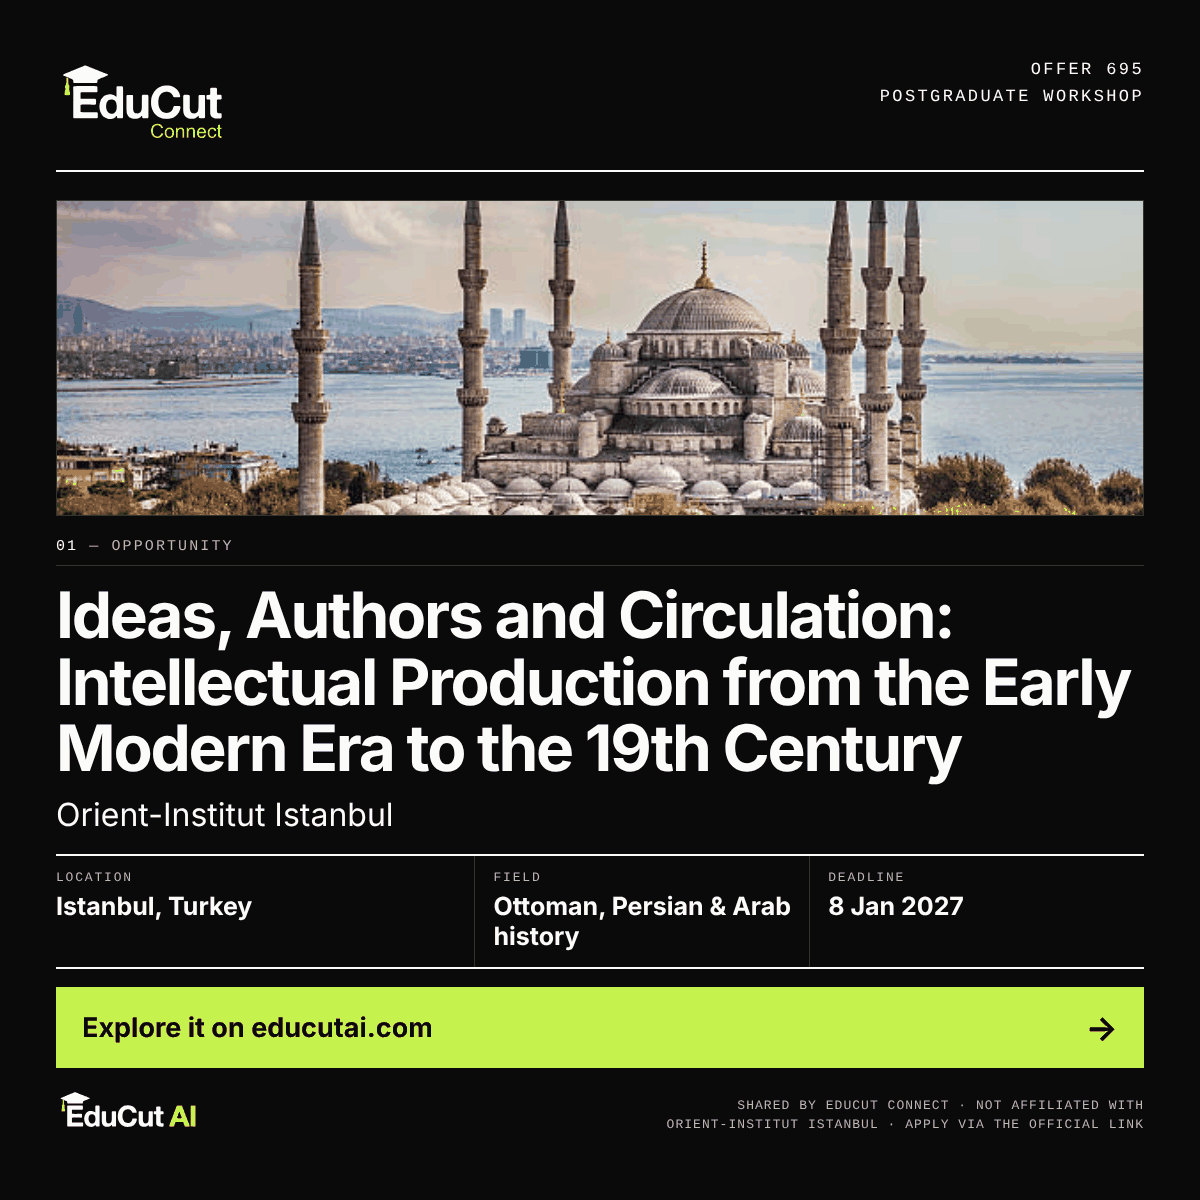 EduCut
Connect
OFFER 695
POSTGRADUATE WORKSHOP
01 — OPPORTUNITY
Ideas, Authors and Circulation:
Intellectual Production from the Early
Modern Era to the 19th Century
Orient-Institut Istanbul
LOCATION
Istanbul, Turkey
FIELD
Ottoman, Persian & Arab
history
DEADLINE
8 Jan 2027
Explore it on educutai.com →
EduCut AI
SHARED BY EDUCUT CONNECT · NOT AFFILIATED WITH
ORIENT-INSTITUT ISTANBUL · APPLY VIA THE OFFICIAL LINK